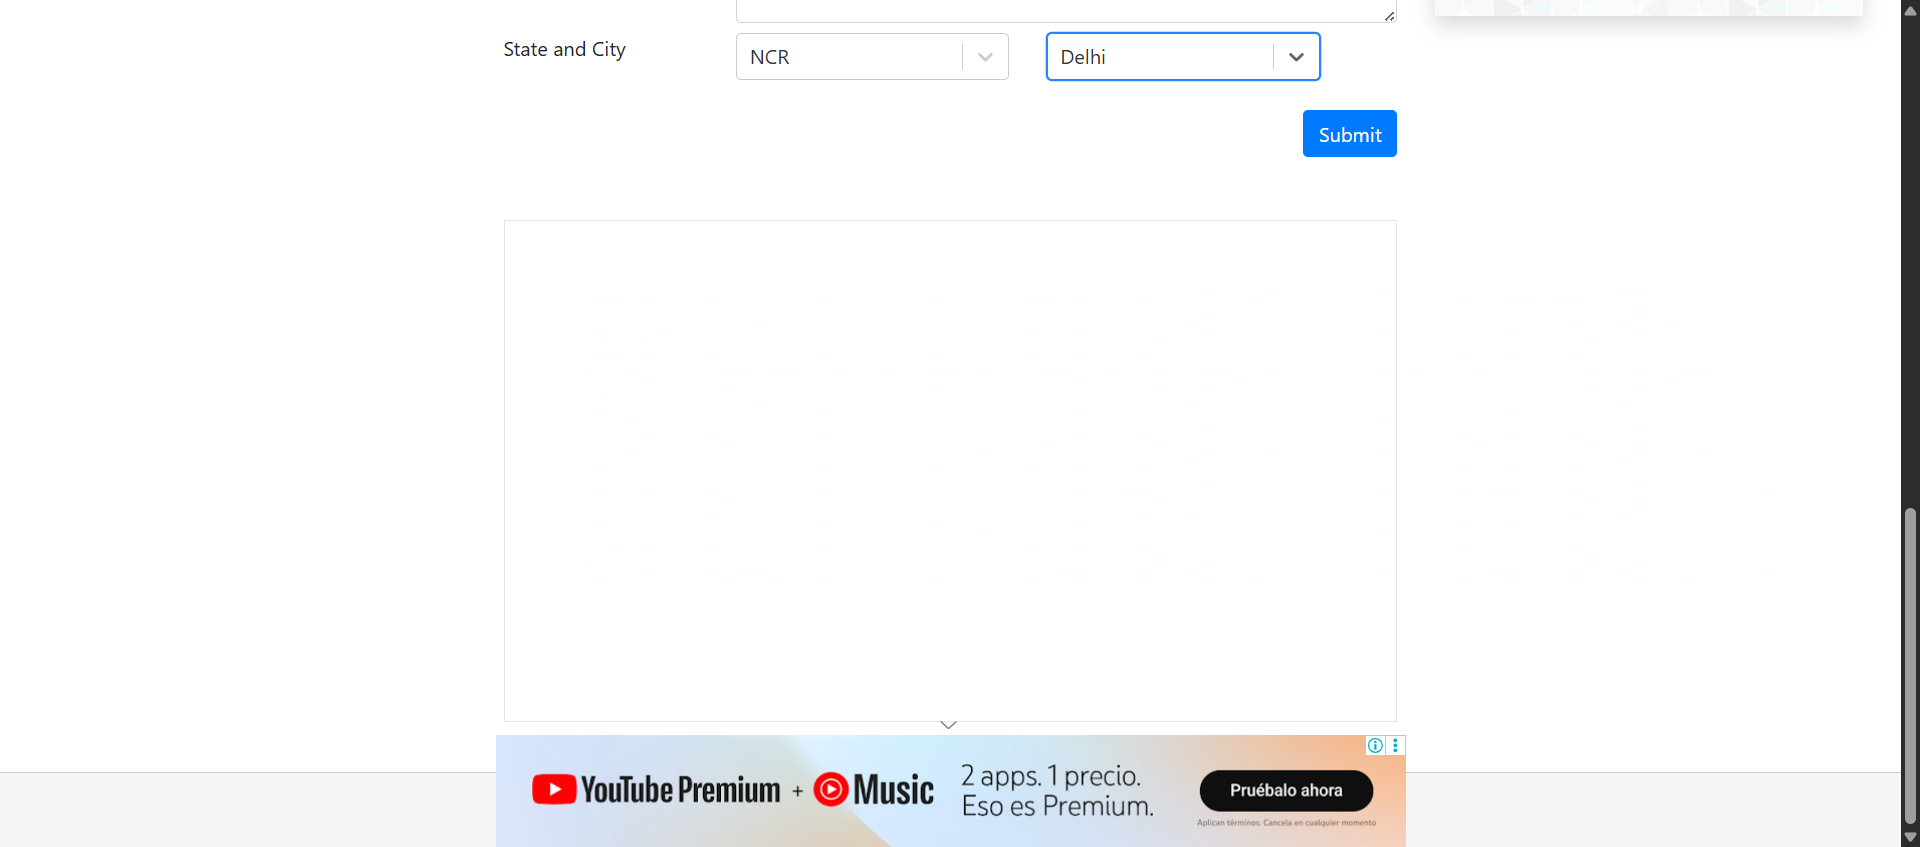 State and City
NCR
Delhi
Submit
YouTube Premium + Music
2 apps. 1 precio.
Eso es Premium.
Pruébalo ahora
Aplican términos. Cancela en cualquier momento